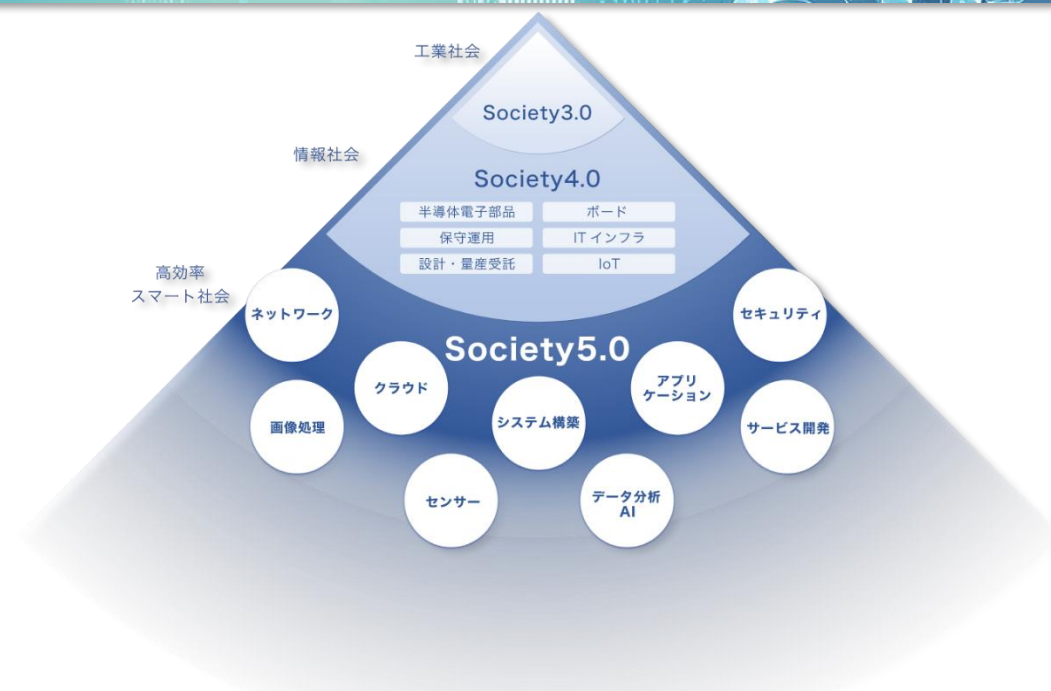 工業社会
Society3.0
情報社会
Society4.0
半導体電子部品
ボード
保守運用
IT インフラ
設計・量産受託
IoT
高効率
スマート社会
Society5.0
ネットワーク
セキュリティ
クラウド
アプリ
ケーション
画像処理
システム構築
サービス開発
センサー
データ分析
AI